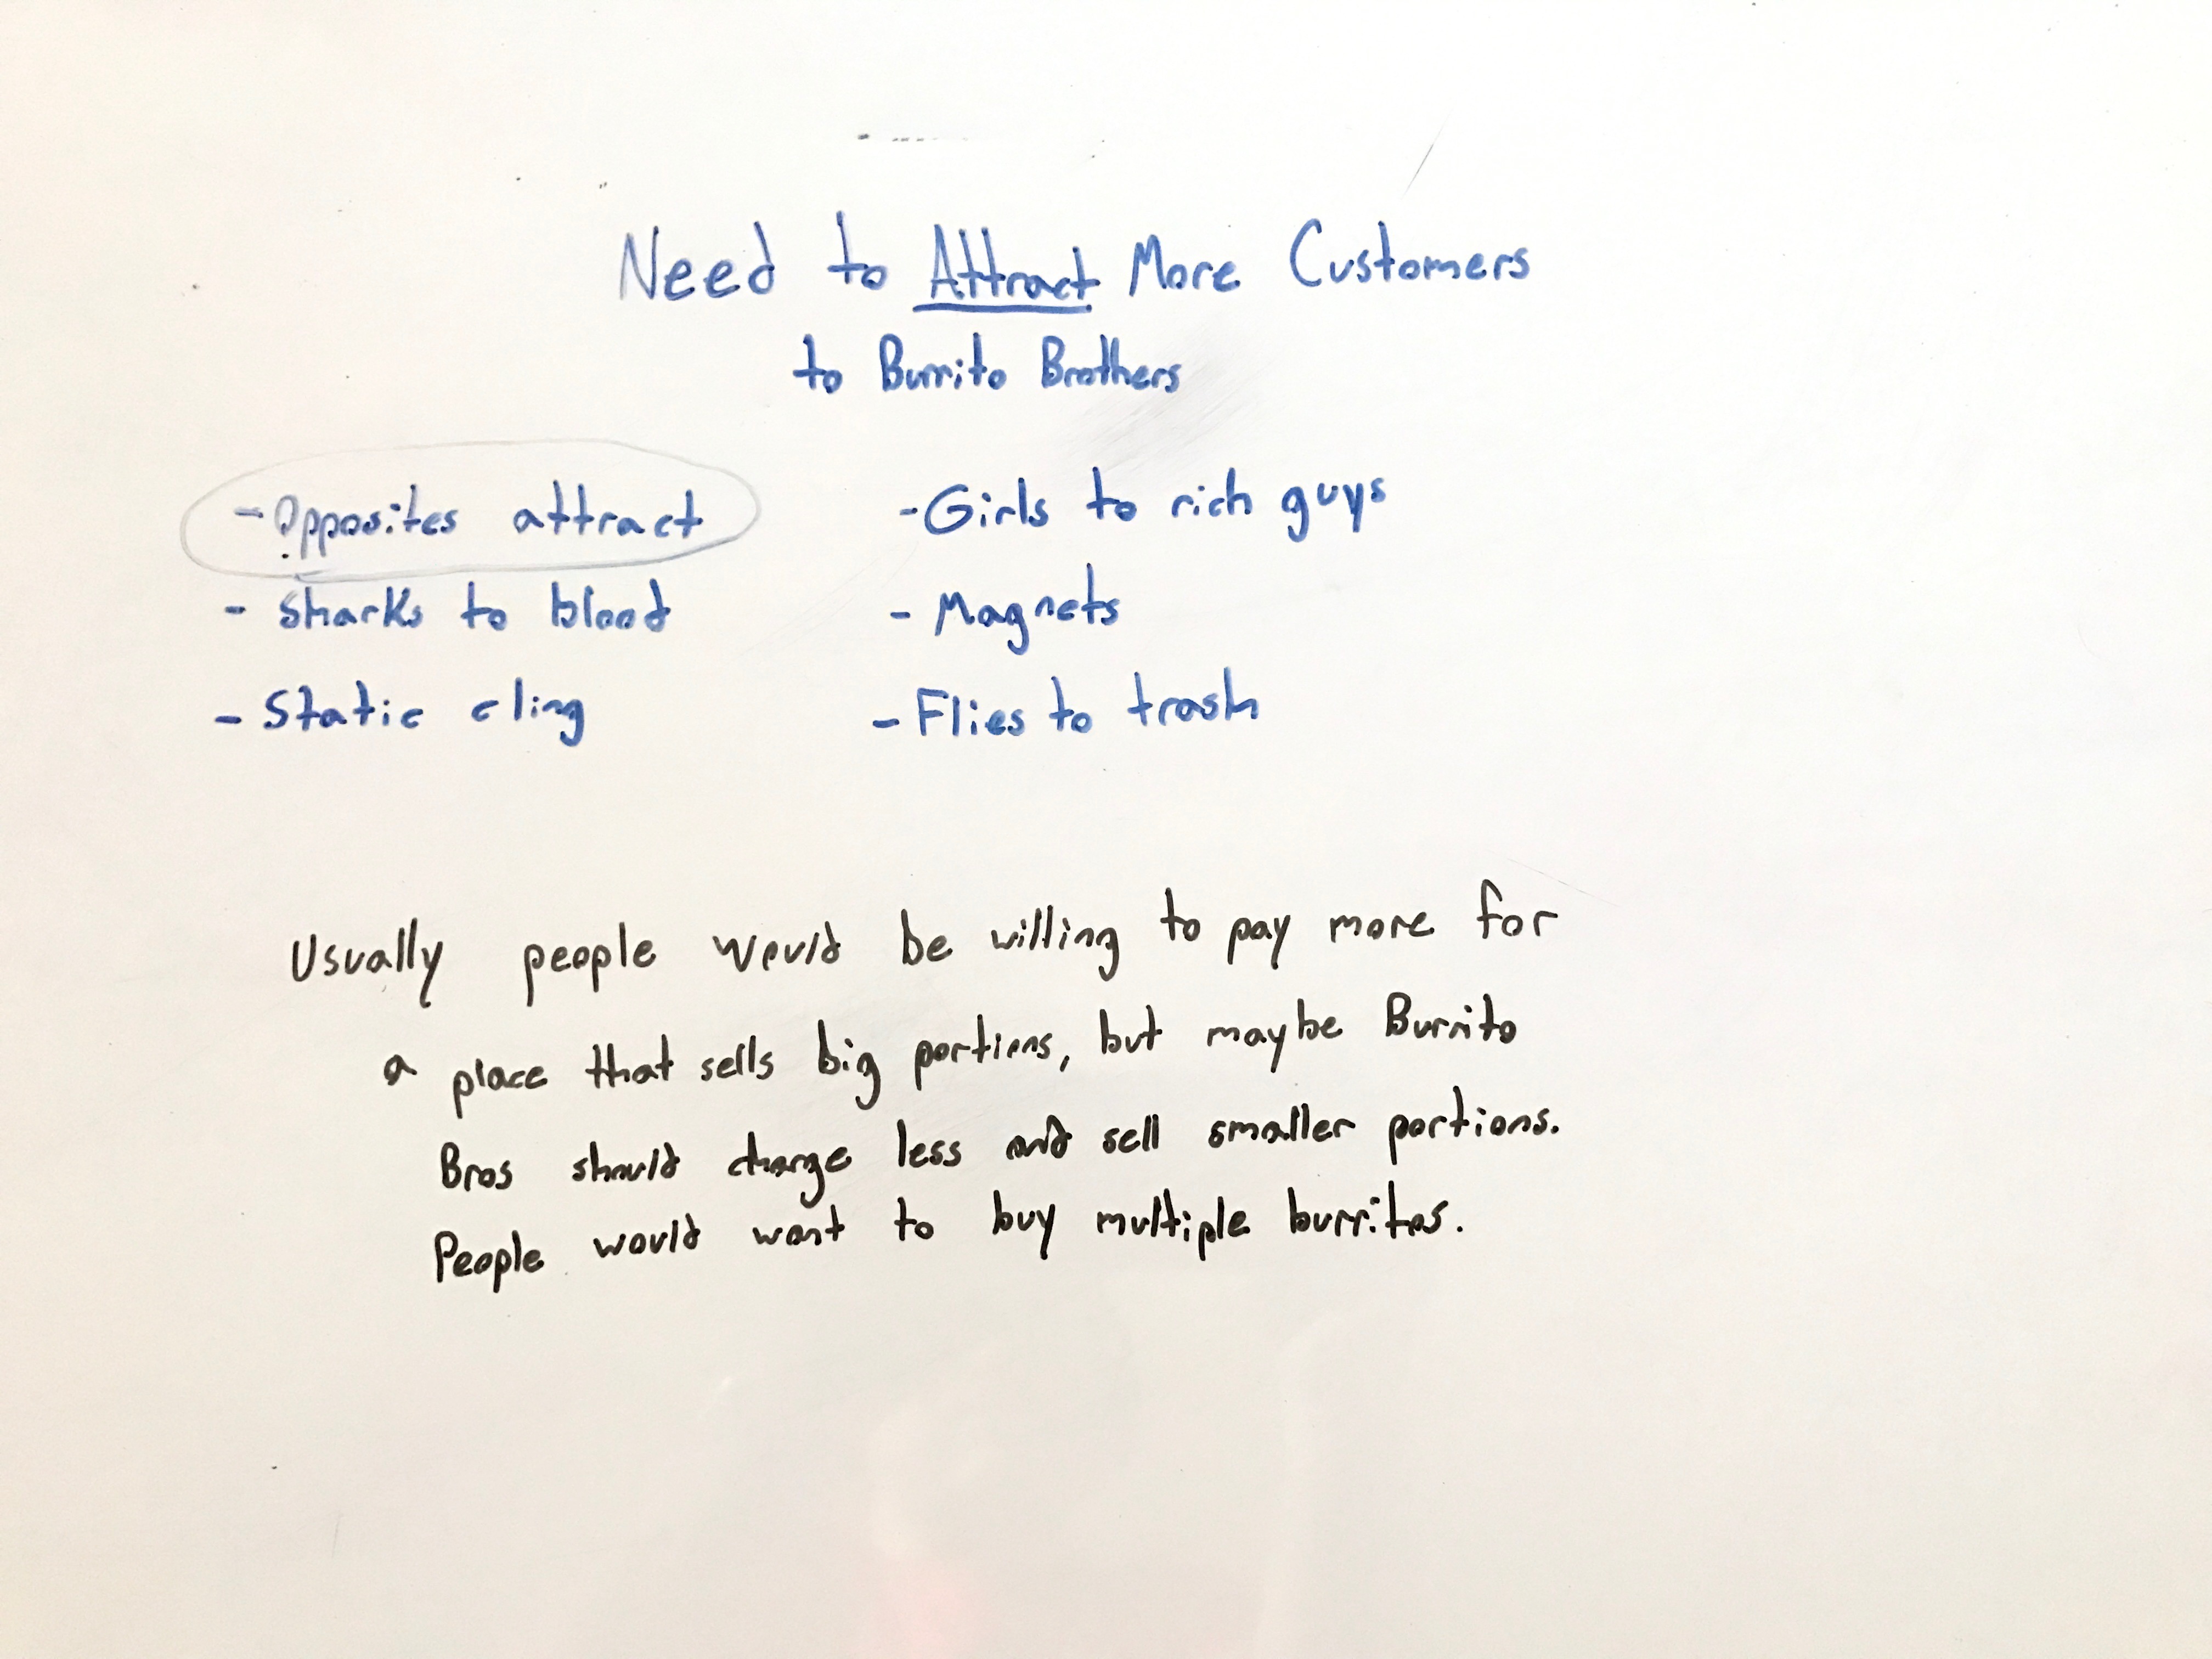 Need to Attract More Customers
to Burrito Brothers
- Opposites attract
- Sharks to blood
- Static cling
- Girls to rich guys
- Magnets
- Flies to trash
Usually people would be willing to pay more for
a place that sells big portions, but maybe Burrito
Bros should charge less and sell smaller portions.
People would want to buy multiple burritos.